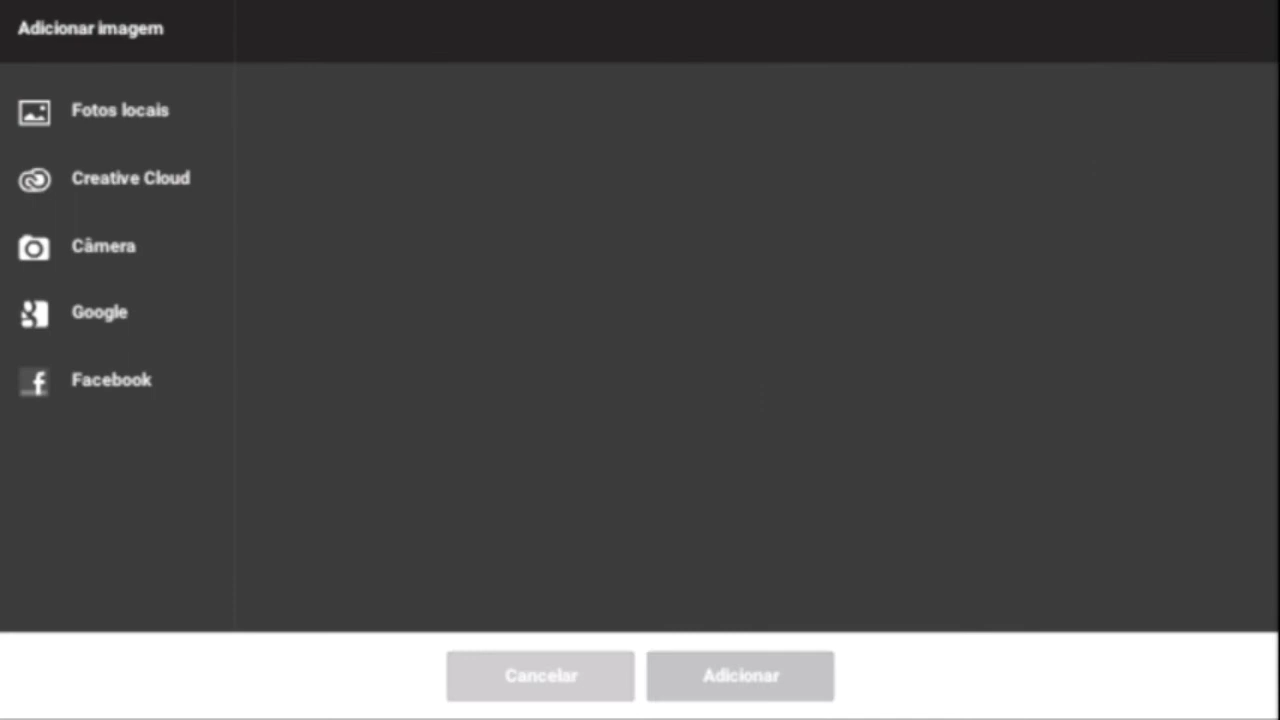 Adicionar imagem
Fotos locais
Creative Cloud
Câmera
Google
Facebook
Cancelar
Adicionar